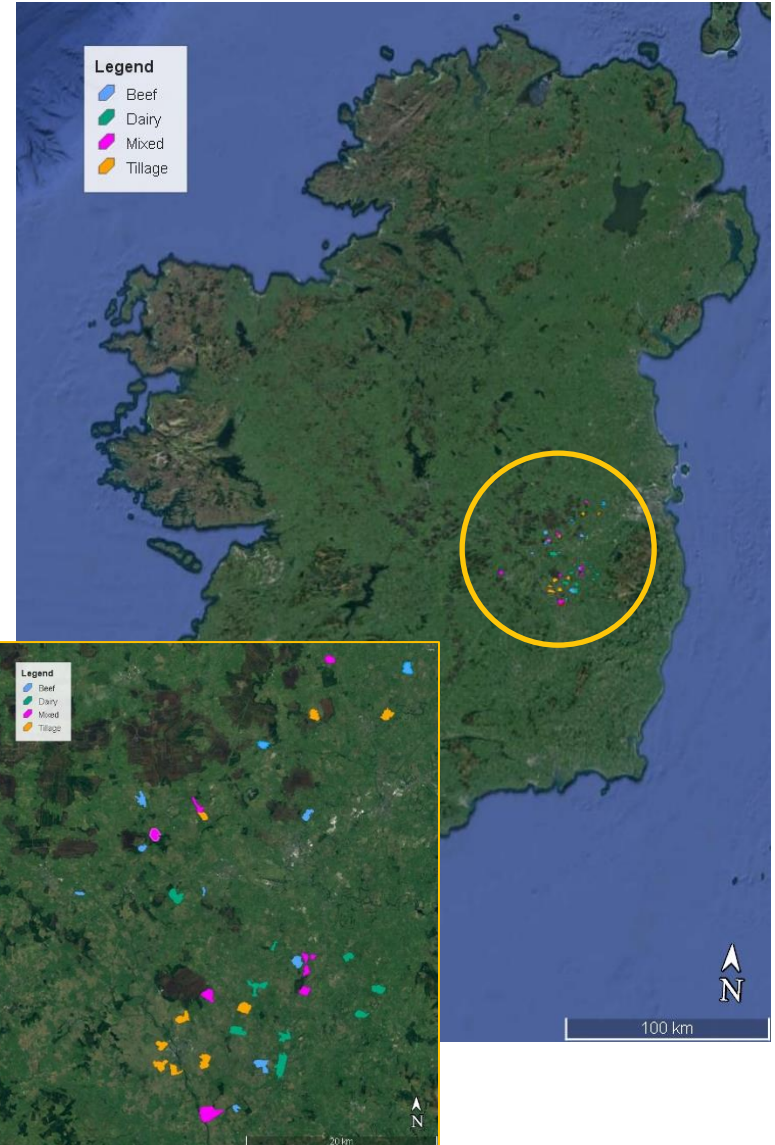 Legend
Beef
Dairy
Mixed
Tillage
N
100 km
Legend
Beef
Dairy
Mixed
Tillage
N
20 km